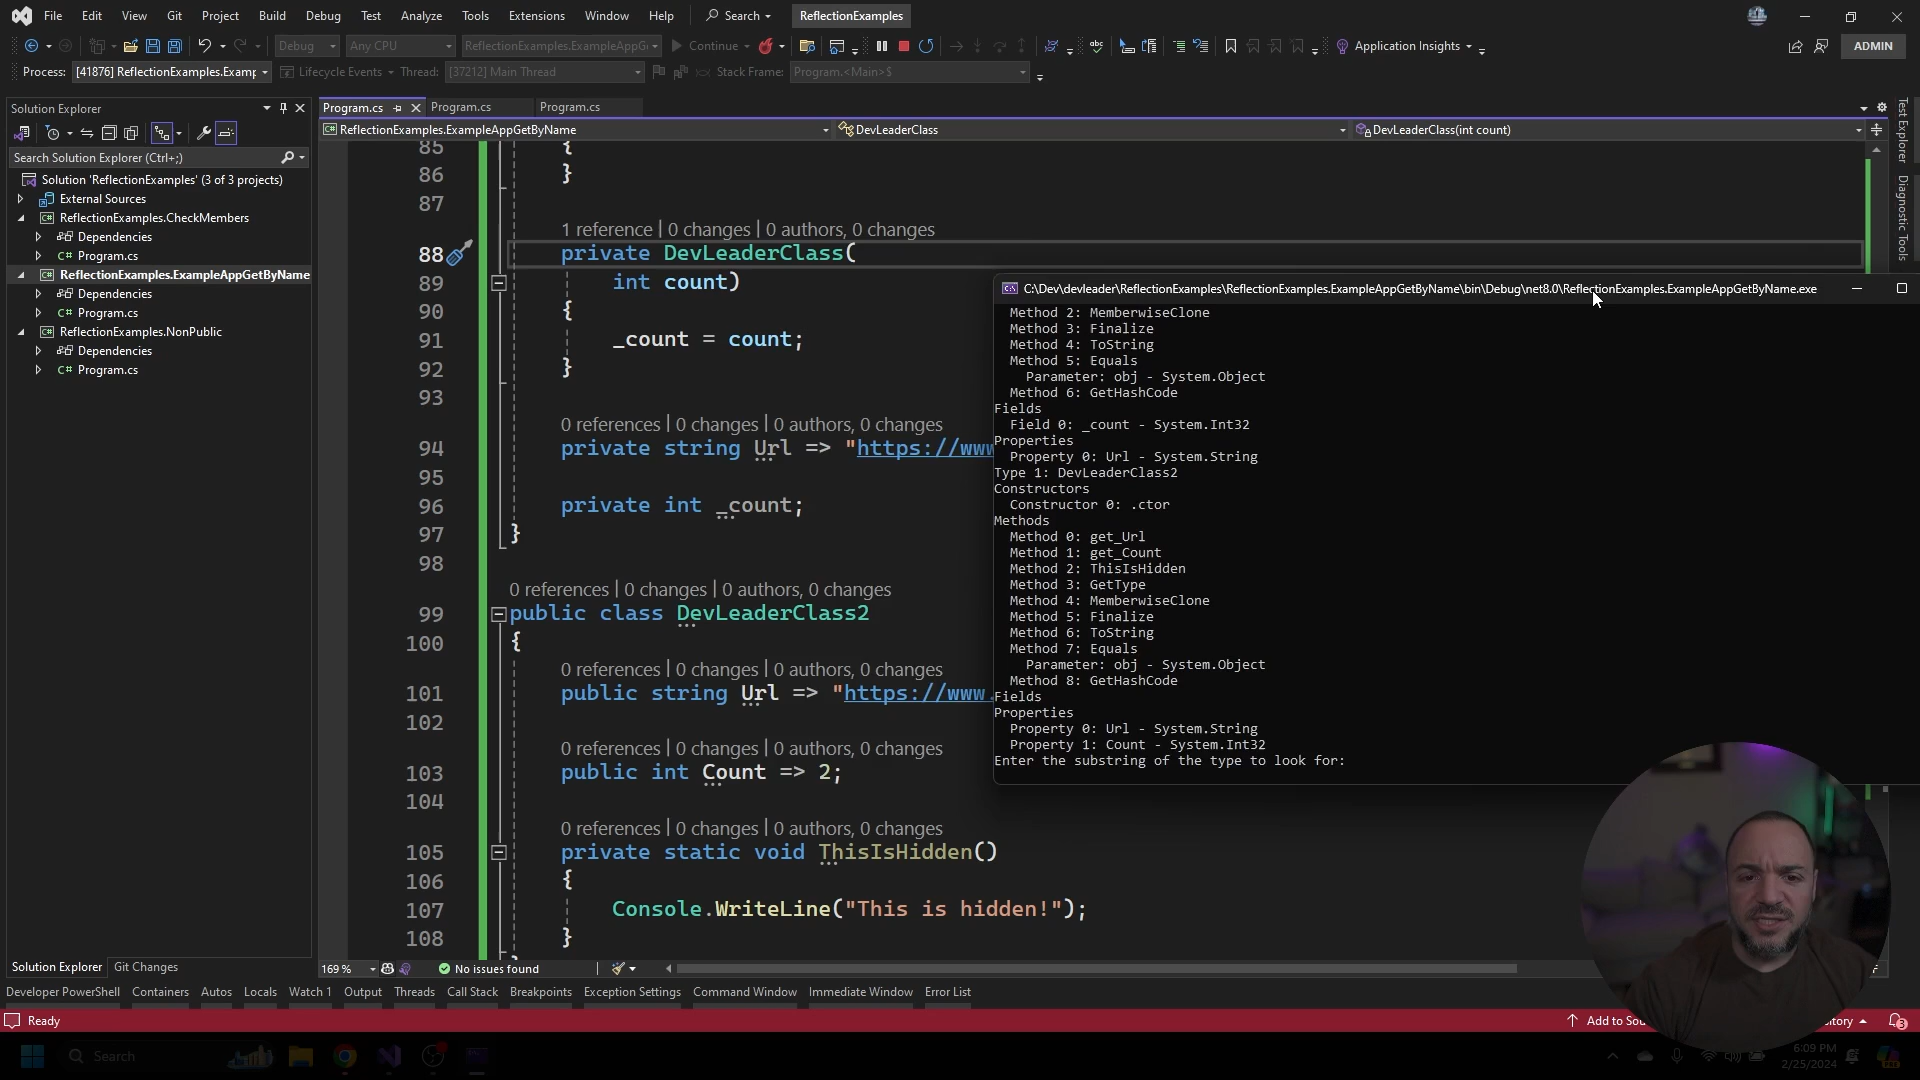 File Edit View Git Project Build Debug Test Analyze Tools Extensions Window Help Search ReflectionExamples
Debug Any CPU ReflectionExamples.ExampleAppG Continue Application Insights ADMIN
Process: [41876] ReflectionExamples.Examp Lifecycle Events Thread: [37212] Main Thread Stack Frame: Program.<Main>$
Solution Explorer
Search Solution Explorer (Ctrl+;)
Solution 'ReflectionExamples' (3 of 3 projects)
External Sources
ReflectionExamples.CheckMembers
Dependencies
C# Program.cs
ReflectionExamples.ExampleAppGetByName
Dependencies
C# Program.cs
ReflectionExamples.NonPublic
Dependencies
C# Program.cs
Solution Explorer Git Changes
Program.cs Program.cs Program.cs
ReflectionExamples.ExampleAppGetByName DevLeaderClass DevLeaderClass(int count)
85 {
86 }
87
1 reference | 0 changes | 0 authors, 0 changes
88 private DevLeaderClass(
89 int count)
90 {
91 _count = count;
92 }
93
0 references | 0 changes | 0 authors, 0 changes
94 private string Url => "https://www
95
96 private int _count;
97 }
98
0 references | 0 changes | 0 authors, 0 changes
99 public class DevLeaderClass2
100 {
0 references | 0 changes | 0 authors, 0 changes
101 public string Url => "https://www.
102
0 references | 0 changes | 0 authors, 0 changes
103 public int Count => 2;
104
0 references | 0 changes | 0 authors, 0 changes
105 private static void ThisIsHidden()
106 {
107 Console.WriteLine("This is hidden!");
108 }
169 % No issues found
C:\Dev\devleader\ReflectionExamples\ReflectionExamples.ExampleAppGetByName\bin\Debug\net8.0\ReflectionExamples.ExampleAppGetByName.exe
Method 2: MemberwiseClone
Method 3: Finalize
Method 4: ToString
Method 5: Equals
Parameter: obj - System.Object
Method 6: GetHashCode
Fields
Field 0: _count - System.Int32
Properties
Property 0: Url - System.String
Type 1: DevLeaderClass2
Constructors
Constructor 0: .ctor
Methods
Method 0: get_Url
Method 1: get_Count
Method 2: ThisIsHidden
Method 3: GetType
Method 4: MemberwiseClone
Method 5: Finalize
Method 6: ToString
Method 7: Equals
Parameter: obj - System.Object
Method 8: GetHashCode
Fields
Properties
Property 0: Url - System.String
Property 1: Count - System.Int32
Enter the substring of the type to look for:
Test Explorer
Diagnostic Tools
Developer PowerShell Containers Autos Locals Watch 1 Output Threads Call Stack Breakpoints Exception Settings Command Window Immediate Window Error List
Ready Add to Sou itory 3
Search
6:09 PM
2/25/2024